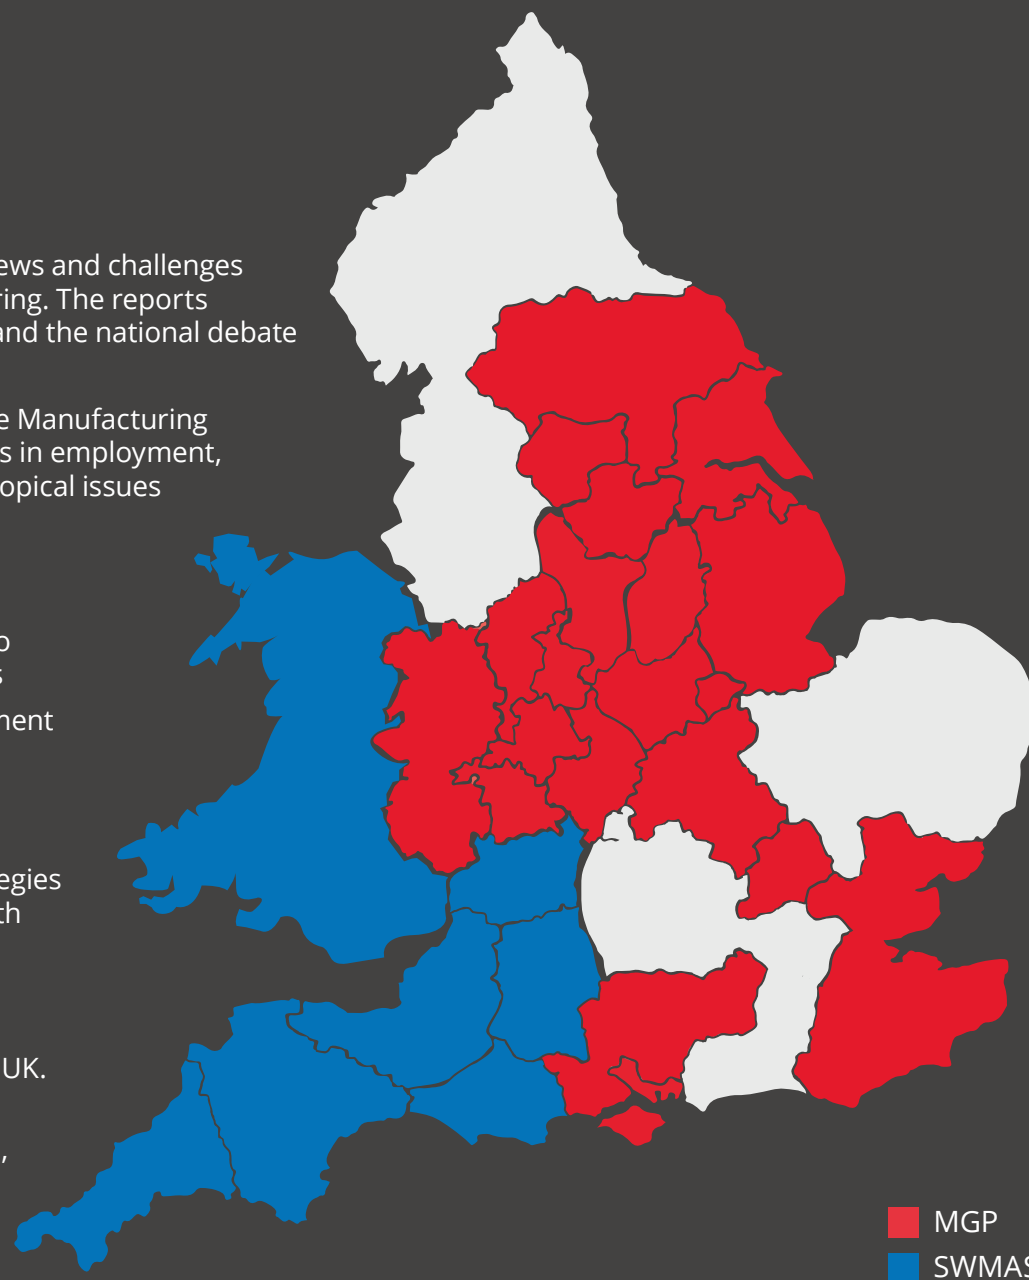 ews and challenges
ring. The reports
and the national debate
e Manufacturing
s in employment,
opical issues
o
s
nent
egies
th
UK.
,
MGP
SWMAS